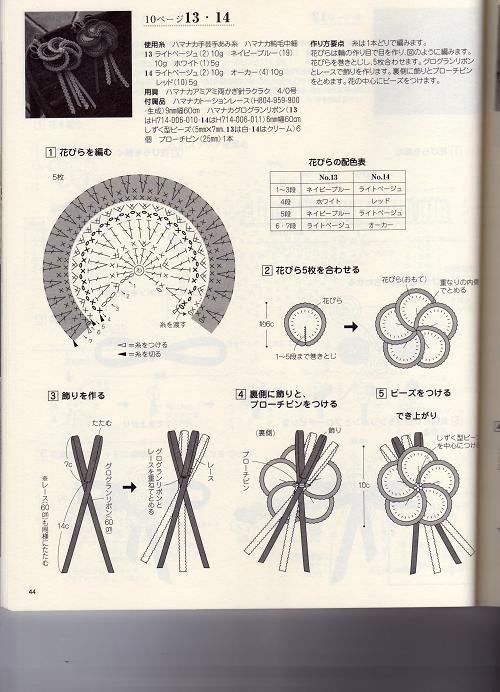 10ページ13・14
使用糸 ハマナカ手芸手あみ糸 ハマナカ純毛中細
13 ライトベージュ(2)10g ネイビーブルー(19)
10g ホワイト(1)5g
14 ライトベージュ(2)10g オーカー(4)10g
レッド(10)5g
用具 ハマナカアミアミ両かぎ針ラクラク 4/0号
付属品 ハマナカトーションレース(H804-959-900
・生成)9mm幅60cm ハマナカグログランリボン(13
はH714-006-010・14はH714-006-011)6mm幅60cm
しずく型ビーズ(5mm×7mm、13は白・14はクリーム)6
個 ブローチピン(25mm)1本
作り方要点 糸は1本どりで編みます。
花びらは輪の作り目で目を作り、図のように編みます。
花びらを巻きとじし、5枚合わせます。グログランリボン
とレースで飾りを作ります。裏側に飾りとブローチピン
をとめます。花の中心にビーズをつけます。
1 花びらを編む
5枚
糸を渡す
=糸をつける
=糸を切る
花びらの配色表
No.13 No.14
1〜3段 ネイビーブルー ライトベージュ
4段 ホワイト レッド
5段 ネイビーブルー ライトベージュ
6・7段 ライトベージュ オーカー
2 花びら5枚を合わせる
花びら
約6c
1〜5段まで巻きとじ
花びら(おもて)
重なりの内側
でとめる
3 飾りを作る
たたむ
7c
14c
グログランリボン(60cm)
※レース(60cm)も同様にたたむ
グログランリボンと
レースを重ねてとめる
レース
4 裏側に飾りと、
ブローチピンをつける
(裏側)
飾り
ブローチピン
5 ビーズをつける
でき上がり
しずく型ビーズ
を中心につける
10c
44